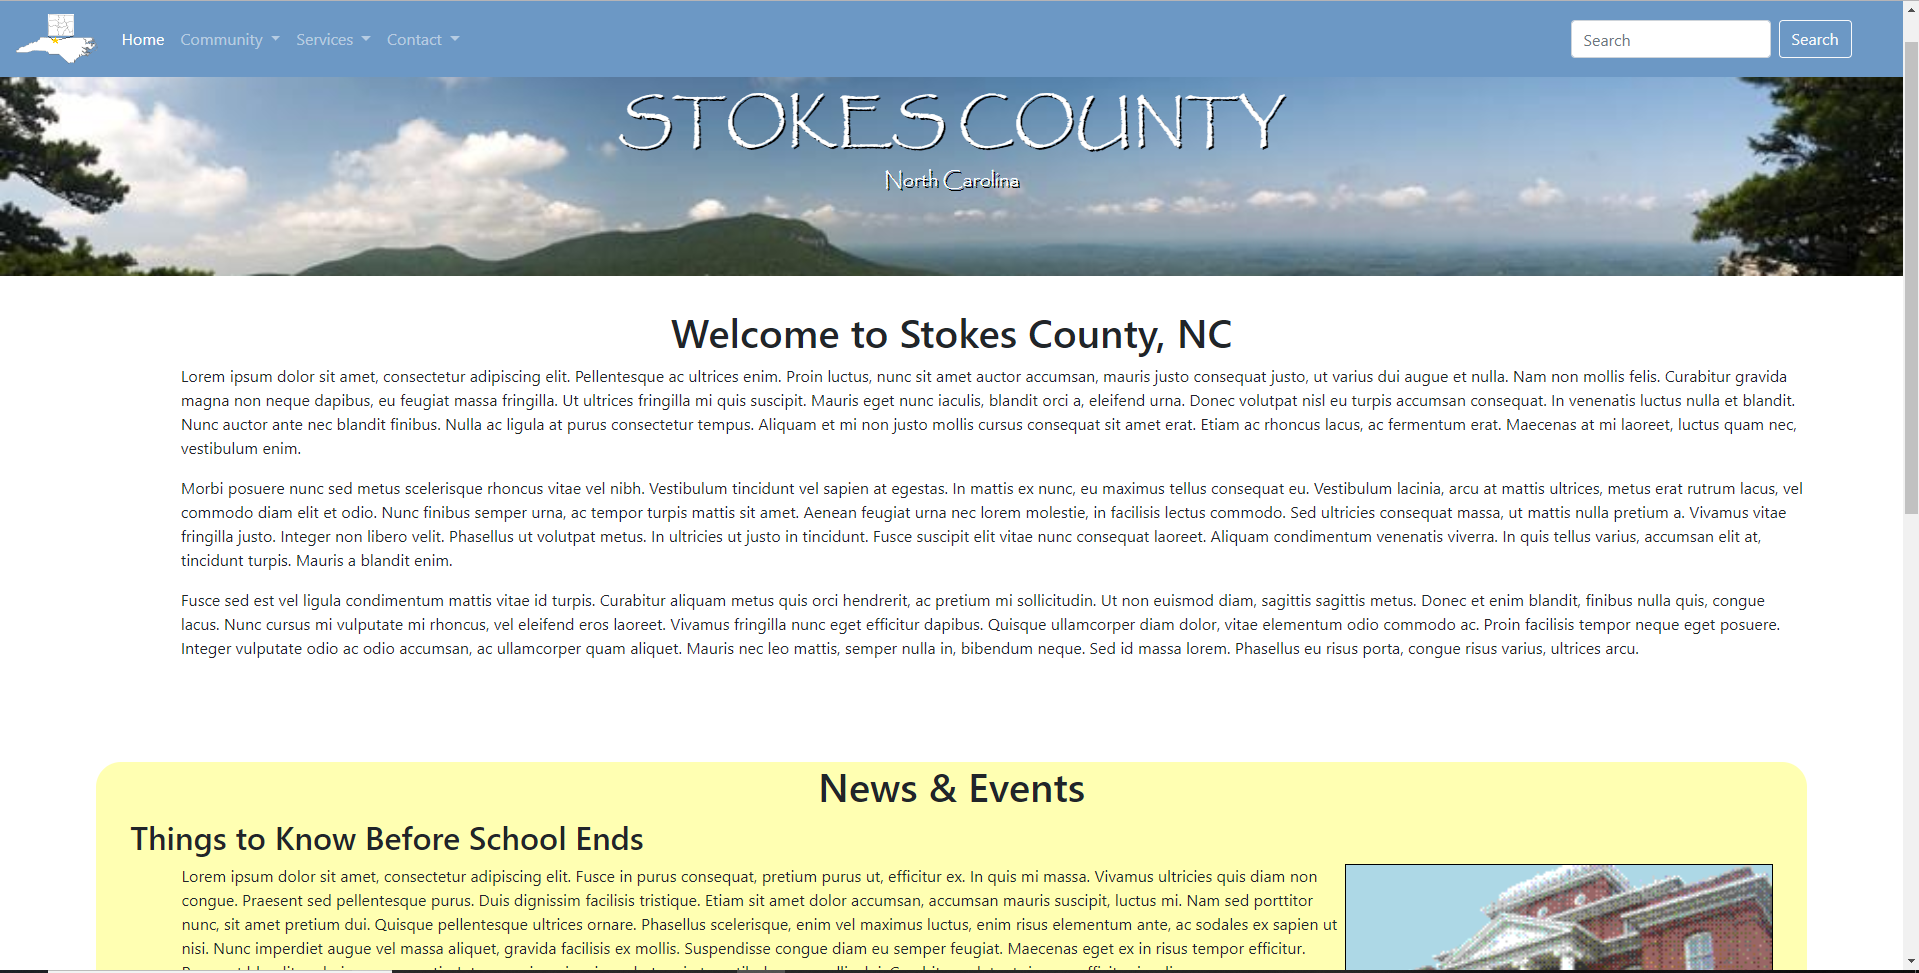 Home Community Services Contact Search Search
STOKES COUNTY
North Carolina
Welcome to Stokes County, NC
Lorem ipsum dolor sit amet, consectetur adipiscing elit. Pellentesque ac ultrices enim. Proin luctus, nunc sit amet auctor accumsan, mauris justo consequat justo, ut varius dui augue et nulla. Nam non mollis felis. Curabitur gravida
magna non neque dapibus, eu feugiat massa fringilla. Ut ultrices fringilla mi quis suscipit. Mauris eget nunc iaculis, blandit orci a, eleifend urna. Donec volutpat nisl eu turpis accumsan consequat. In venenatis luctus nulla et blandit.
Nunc auctor ante nec blandit finibus. Nulla ac ligula at purus consectetur tempus. Aliquam et mi non justo mollis cursus consequat sit amet erat. Etiam ac rhoncus lacus, ac fermentum erat. Maecenas at mi laoreet, luctus quam nec,
vestibulum enim.
Morbi posuere nunc sed metus scelerisque rhoncus vitae vel nibh. Vestibulum tincidunt vel sapien at egestas. In mattis ex nunc, eu maximus tellus consequat eu. Vestibulum lacinia, arcu at mattis ultrices, metus erat rutrum lacus, vel
commodo diam elit et odio. Nunc finibus semper urna, ac tempor turpis mattis sit amet. Aenean feugiat urna nec lorem molestie, in facilisis lectus commodo. Sed ultricies consequat massa, ut mattis nulla pretium a. Vivamus vitae
fringilla justo. Integer non libero velit. Phasellus ut volutpat metus. In ultricies ut justo in tincidunt. Fusce suscipit elit vitae nunc consequat laoreet. Aliquam condimentum venenatis viverra. In quis tellus varius, accumsan elit at,
tincidunt turpis. Mauris a blandit enim.
Fusce sed est vel ligula condimentum mattis vitae id turpis. Curabitur aliquam metus quis orci hendrerit, ac pretium mi sollicitudin. Ut non euismod diam, sagittis sagittis metus. Donec et enim blandit, finibus nulla quis, congue
lacus. Nunc cursus mi vulputate mi rhoncus, vel eleifend eros laoreet. Vivamus fringilla nunc eget efficitur dapibus. Quisque ullamcorper diam dolor, vitae elementum odio commodo ac. Proin facilisis tempor neque eget posuere.
Integer vulputate odio ac odio accumsan, ac ullamcorper quam aliquet. Mauris nec leo mattis, semper nulla in, bibendum neque. Sed id massa lorem. Phasellus eu risus porta, congue risus varius, ultrices arcu.
News & Events
Things to Know Before School Ends
Lorem ipsum dolor sit amet, consectetur adipiscing elit. Fusce in purus consequat, pretium purus ut, efficitur ex. In quis mi massa. Vivamus ultricies quis diam non
congue. Praesent sed pellentesque purus. Duis dignissim facilisis tristique. Etiam sit amet dolor accumsan, accumsan mauris suscipit, luctus mi. Nam sed porttitor
nunc, sit amet pretium dui. Quisque pellentesque ultrices ornare. Phasellus scelerisque, enim vel maximus luctus, enim risus elementum ante, ac sodales ex sapien ut
nisi. Nunc imperdiet augue vel massa aliquet, gravida facilisis ex mollis. Suspendisse congue diam eu semper feugiat. Maecenas eget ex in risus tempor efficitur.